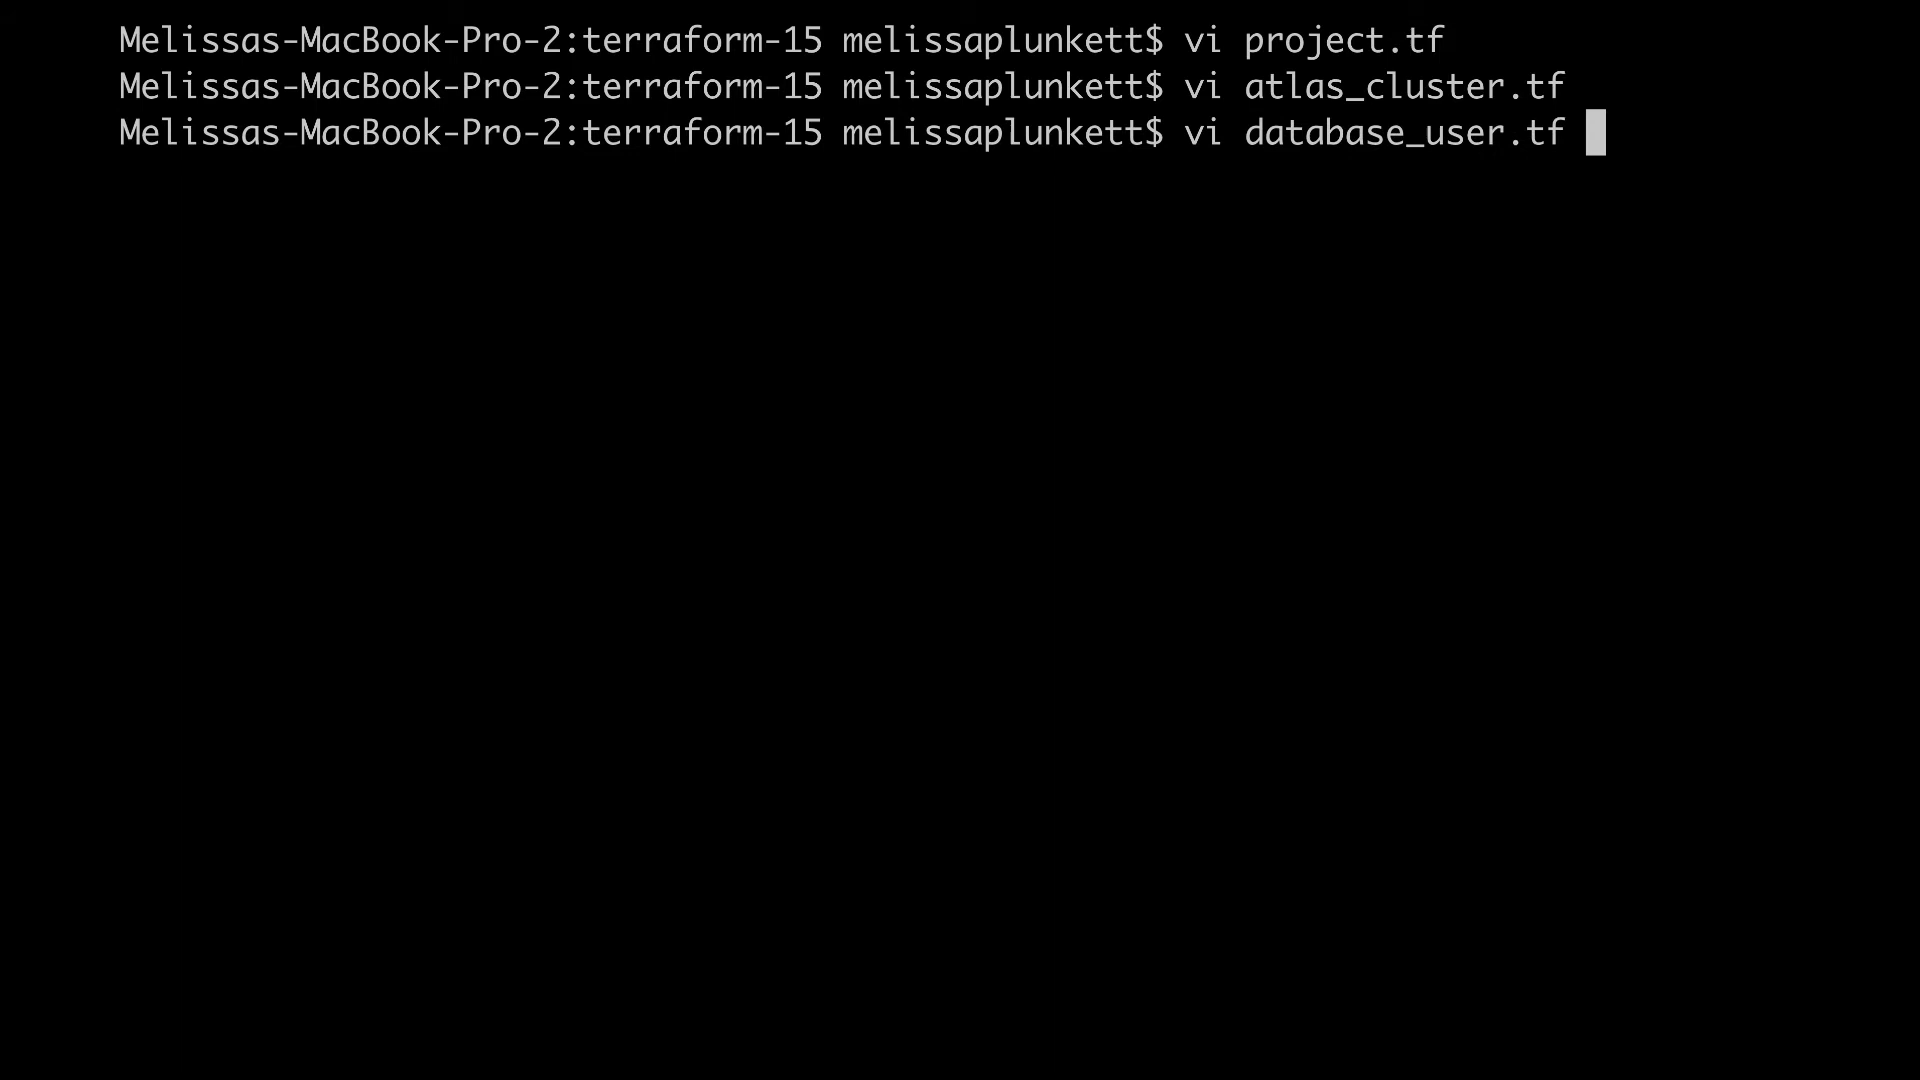 Melissas-MacBook-Pro-2:terraform-15 melissaplunkett$ vi project.tf
Melissas-MacBook-Pro-2:terraform-15 melissaplunkett$ vi atlas_cluster.tf
Melissas-MacBook-Pro-2:terraform-15 melissaplunkett$ vi database_user.tf